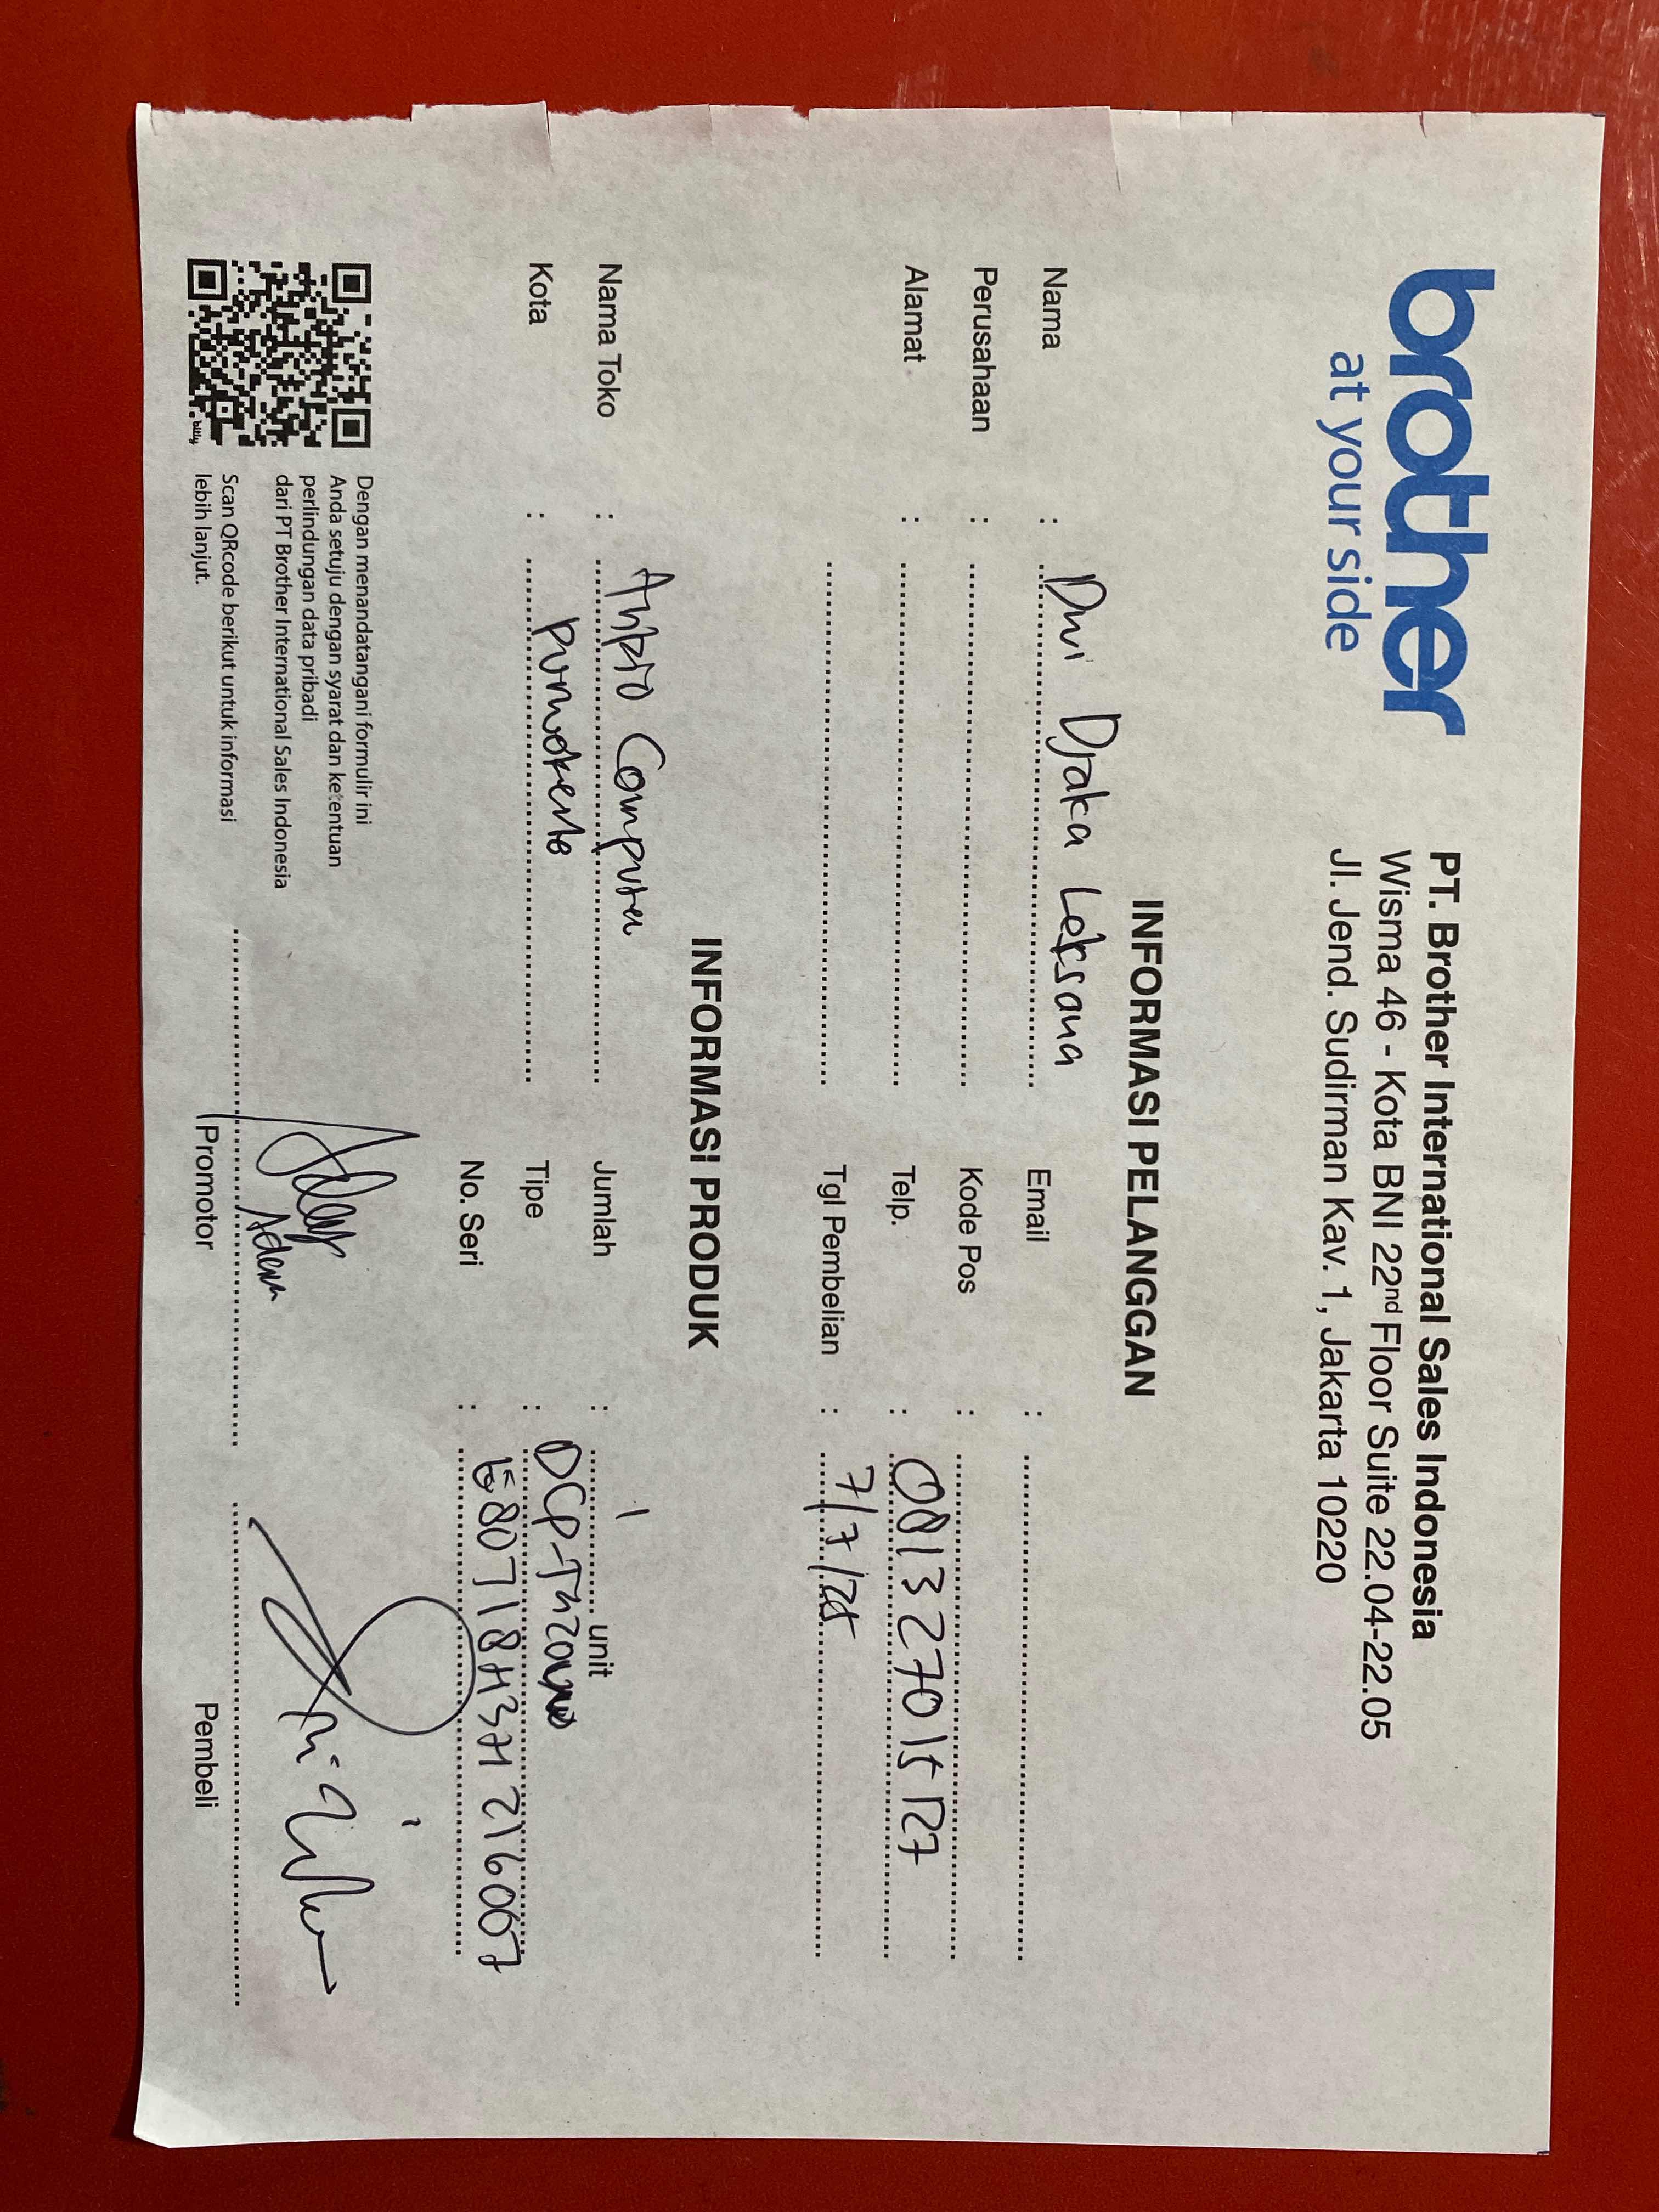 brother
at your side
PT. Brother International Sales Indonesia
Wisma 46 - Kota BNI 22nd Floor Suite 22.04-22.05
Jl. Jend. Sudirman Kav. 1, Jakarta 10220
INFORMASI PELANGGAN
Nama : Dwi Djaka Leksana Email :
Perusahaan : Kode Pos :
Alamat : Telp. : 081327015127
Tgl Pembelian : 7/7/25
INFORMASI PRODUK
Nama Toko : Computer Jumlah : 1 unit
Kota : Purwokerto Tipe :
No. Seri :
Dengan menandatangani formulir ini
Anda setuju dengan syarat dan ketentuan
perlindungan data pribadi
dari PT Brother International Sales Indonesia
Scan QRcode berikut untuk informasi
lebih lanjut.
bitly
Adam
Promotor Pembeli